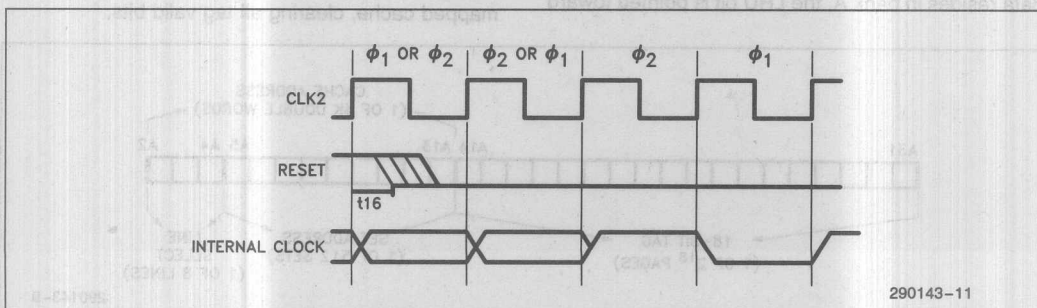 ϕ1 OR ϕ2 ϕ2 OR ϕ1 ϕ2 ϕ1
CLK2
RESET
t16
INTERNAL CLOCK
290143-11